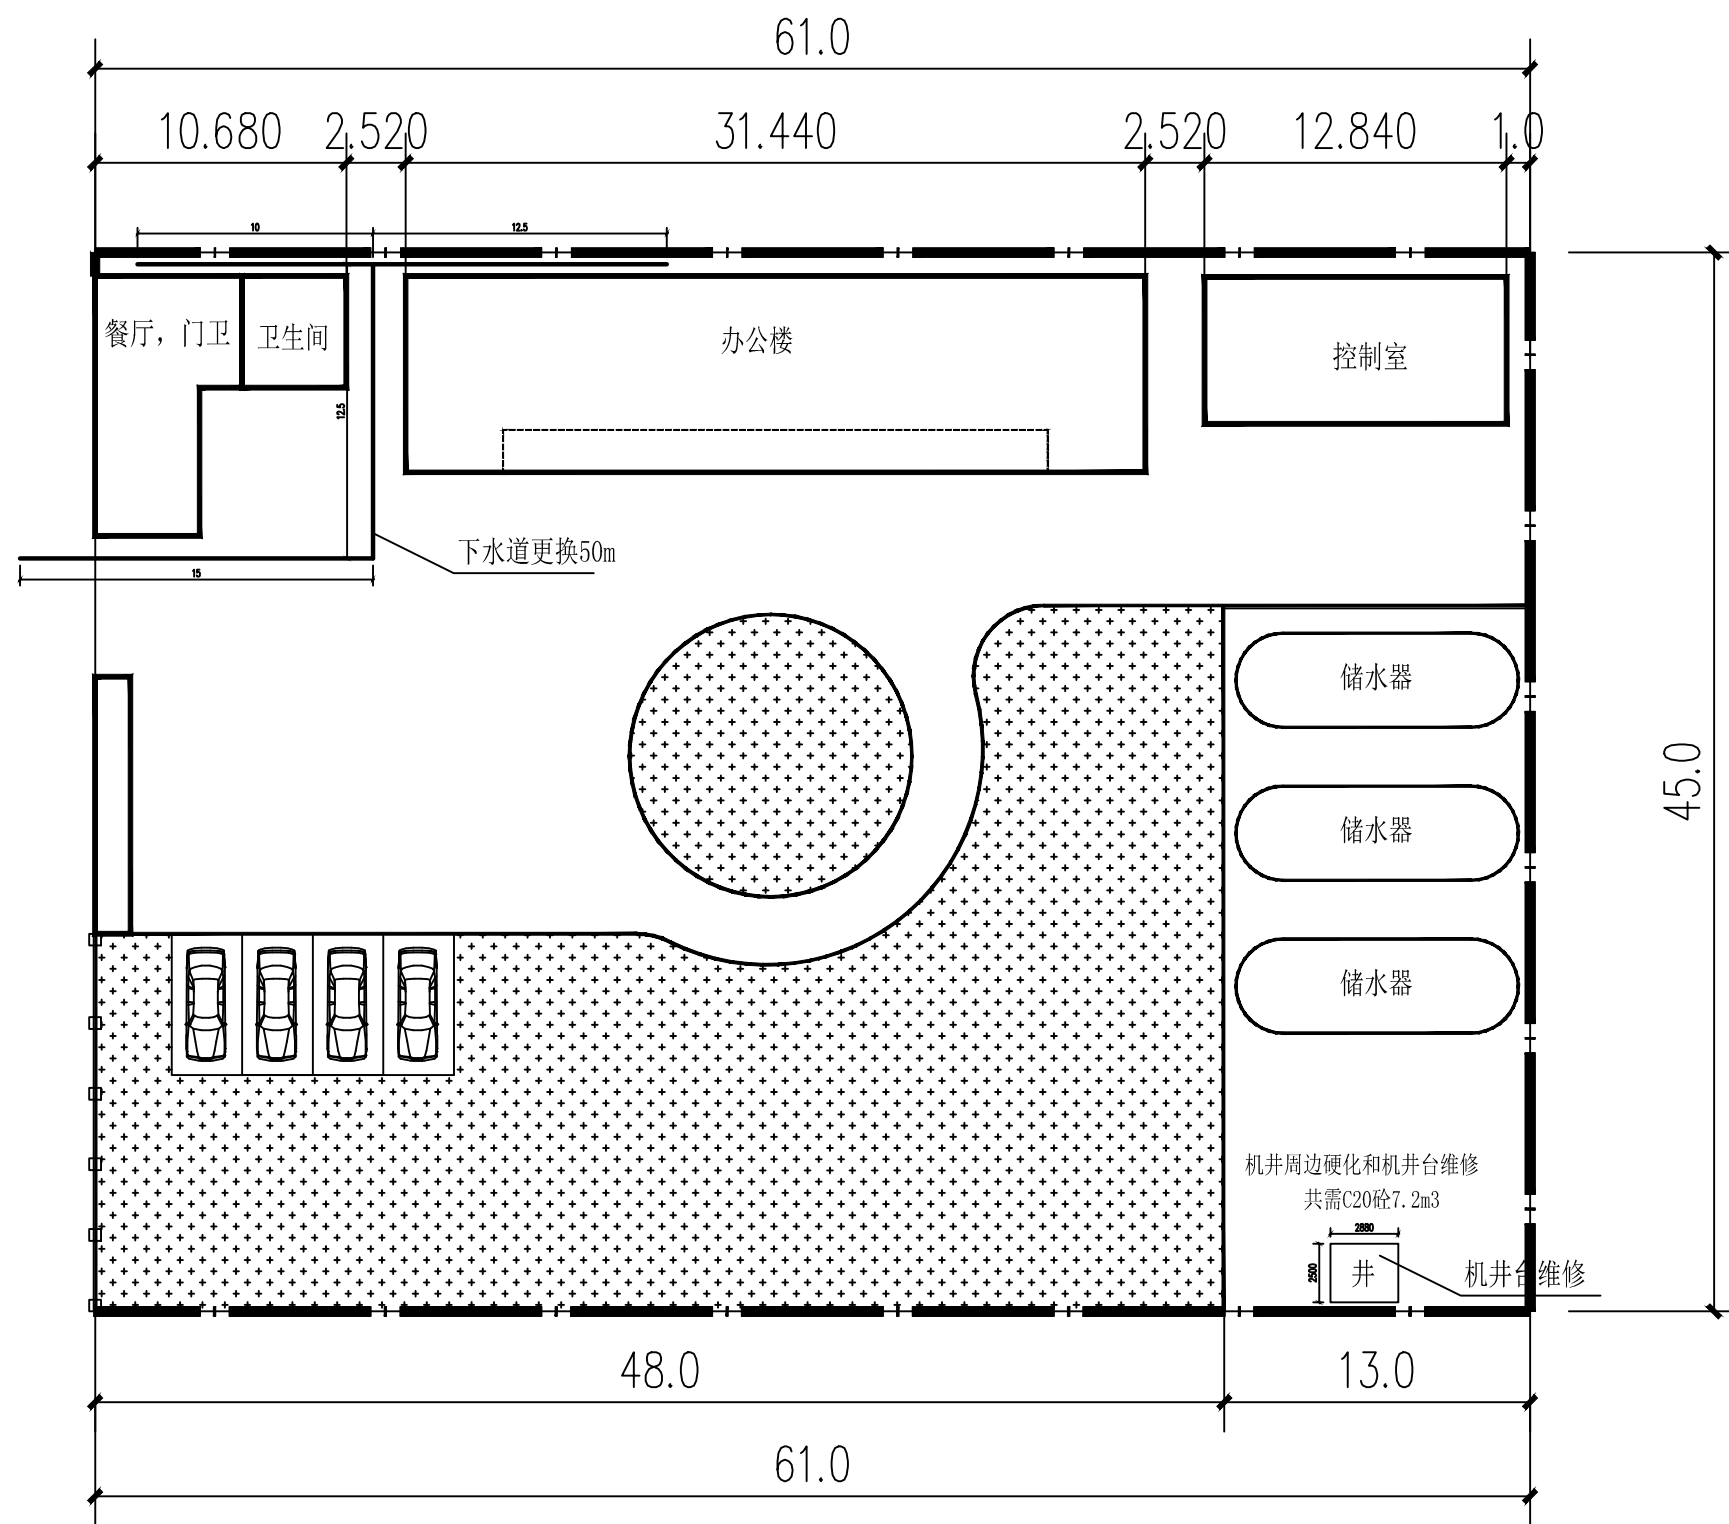 61.0
10.680 2.520 31.440 2.520 12.840 1.0
10 12.5
餐厅，门卫 卫生间 办公楼 控制室
12.5
下水道更换50m
15
储水器
45.0
储水器
储水器
机井周边硬化和机井台维修
共需C20砼7.2m3
2880
2500 井 机井台维修
48.0 13.0
61.0